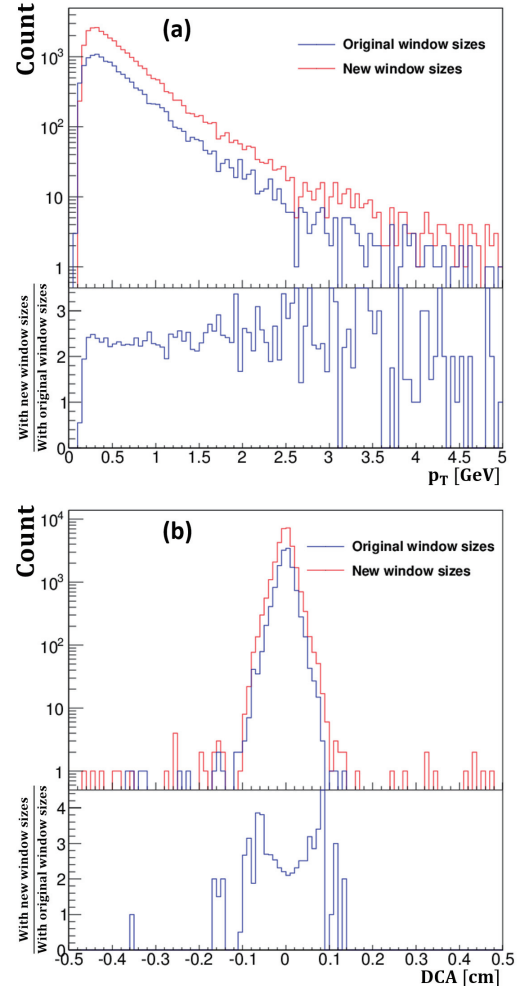 (a)
Count
Original window sizes
New window sizes
10³
10²
10
1
With new window sizes
With original window sizes
3
2
1
0
0 0.5 1 1.5 2 2.5 3 3.5 4 4.5 5
p_T [GeV]
(b)
Count
Original window sizes
New window sizes
10⁴
10³
10²
10
1
With new window sizes
With original window sizes
4
3
2
1
0
-0.5 -0.4 -0.3 -0.2 -0.1 0 0.1 0.2 0.3 0.4 0.5
DCA [cm]